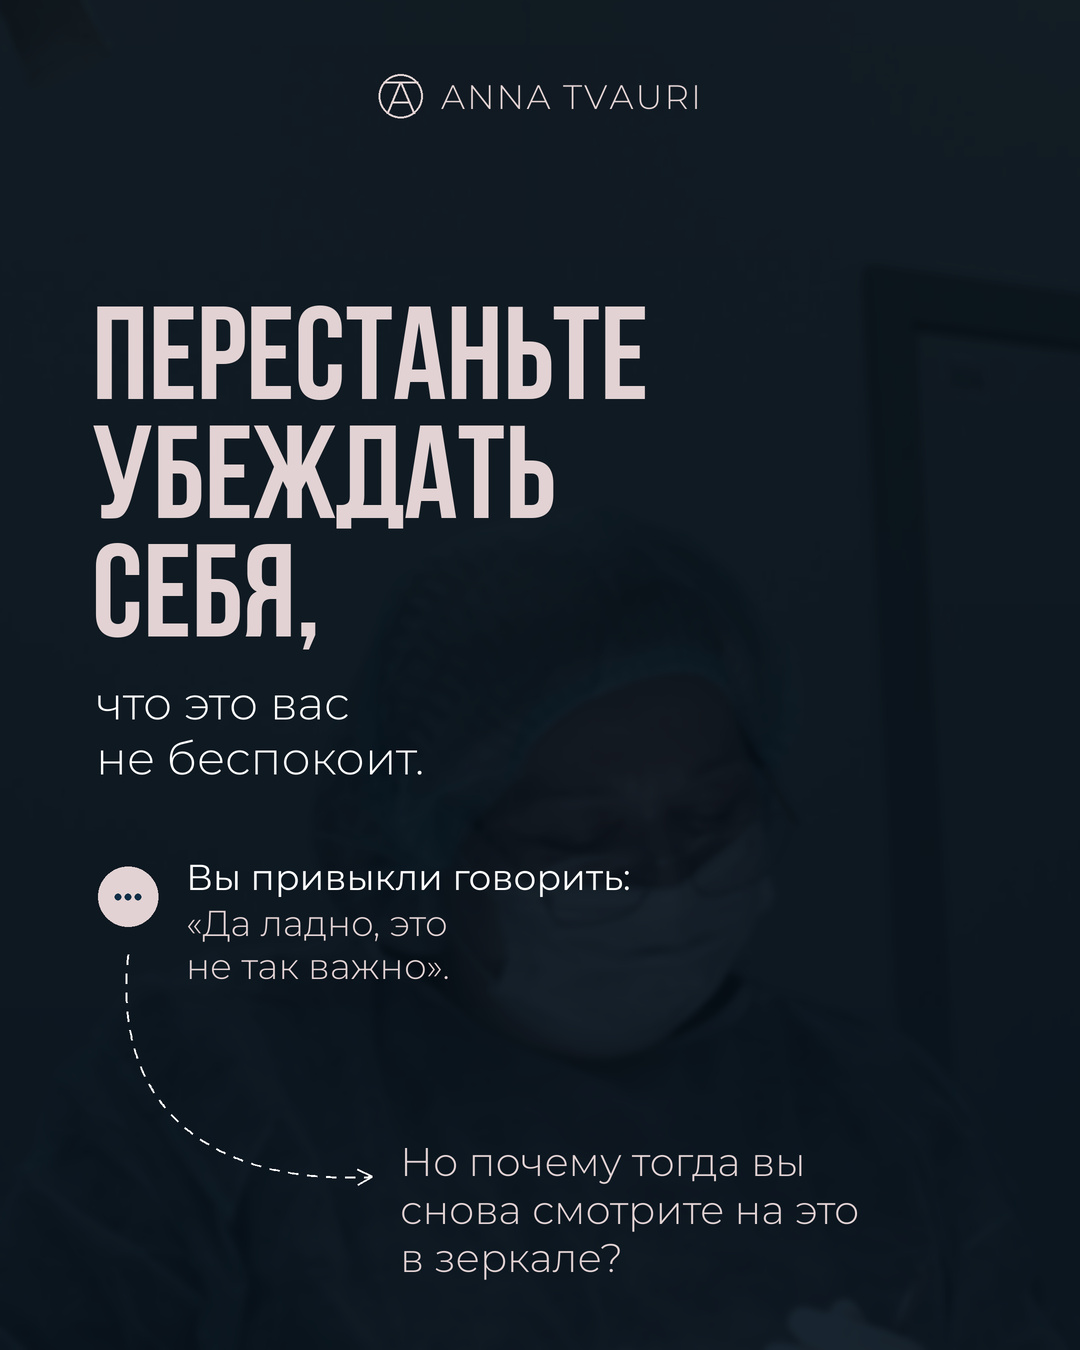 ANNA TVAURI
ПЕРЕСТАНЬТЕ
УБЕЖДАТЬ
СЕБЯ,
что это вас
не беспокоит.
Вы привыкли говорить:
«Да ладно, это
не так важно».
Но почему тогда вы
снова смотрите на это
в зеркале?